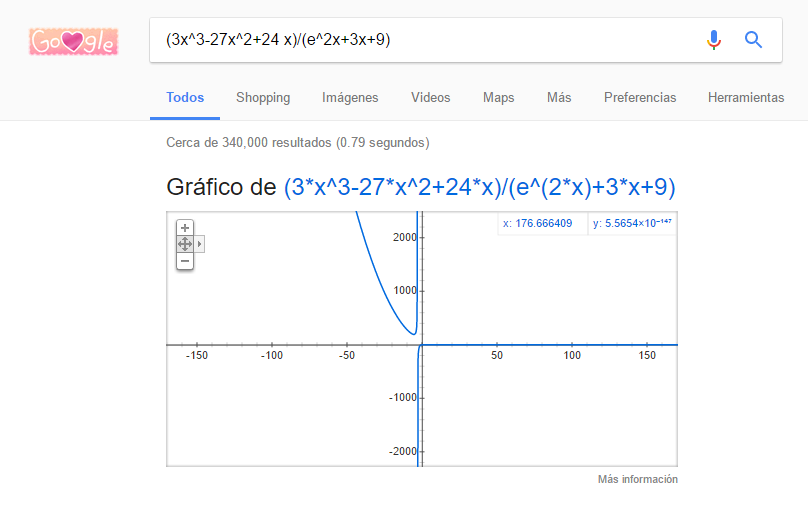 Google
(3x^3-27x^2+24 x)/(e^2x+3x+9)
Todos Shopping Imágenes Videos Maps Más Preferencias Herramientas
Cerca de 340,000 resultados (0.79 segundos)
Gráfico de (3*x^3-27*x^2+24*x)/(e^(2*x)+3*x+9)
x: 176.666409 y: 5.5654×10⁻¹⁴⁷
2000
1000
-150 -100 -50 50 100 150
-1000
-2000
Más información